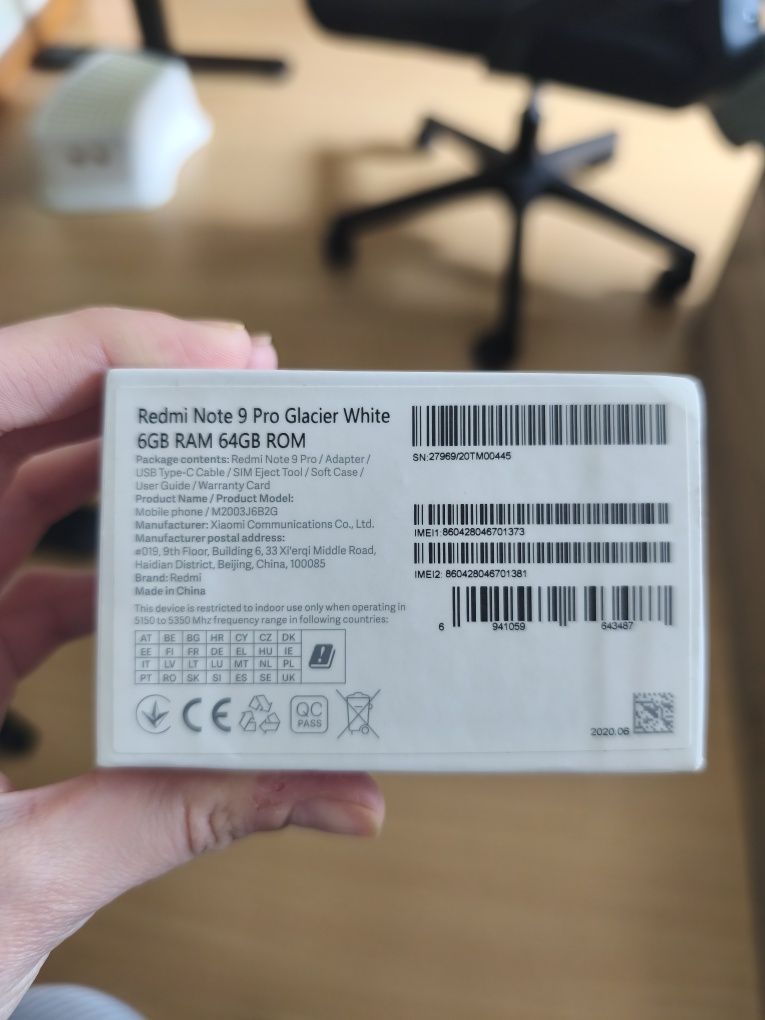 Redmi Note 9 Pro Glacier White
6GB RAM 64GB ROM
Package contents: Redmi Note 9 Pro / Adapter /
USB Type-C Cable / SIM Eject Tool / Soft Case /
User Guide / Warranty Card
Product Name / Product Model:
Mobile phone / M2003J6B2G
Manufacturer: Xiaomi Communications Co., Ltd.
Manufacturer postal address:
#019, 9th Floor, Building 6, 33 Xi'erqi Middle Road,
Haidian District, Beijing, China, 100085
Brand: Redmi
Made in China
This device is restricted to indoor use only when operating in
5150 to 5350 Mhz frequency range in following countries:
AT BE BG HR CY CZ DK
EE FI FR DE EL HU IE
IT LV LT LU MT NL PL
PT RO SK SI ES SE UK
CE
QC
PASS
SN:27969/20TM00445
IMEI1:860428046701373
IMEI2: 860428046701381
6 941059 643487
2020.06